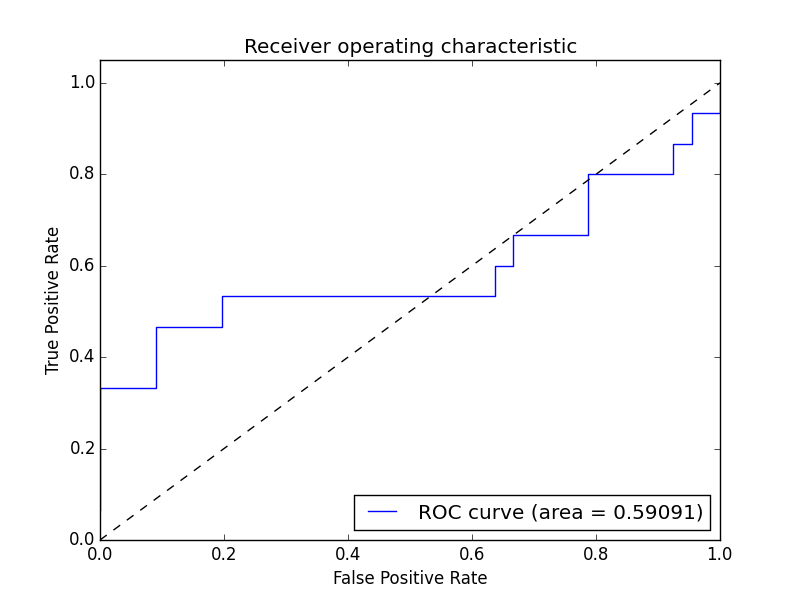 Receiver operating characteristic
1.0
0.8
0.6
0.4
0.2
0.0
True Positive Rate
ROC curve (area = 0.59091)
0.0 0.2 0.4 0.6 0.8 1.0
False Positive Rate